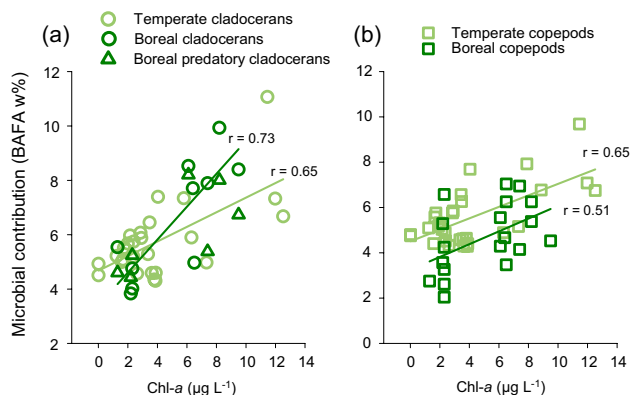 (a)
Temperate cladocerans
Boreal cladocerans
Boreal predatory cladocerans
Microbial contribution (BAFA w%)
12
10
8
6
4
2
r = 0.73
r = 0.65
0 2 4 6 8 10 12 14
Chl-a (µg L-1)
(b)
Temperate copepods
Boreal copepods
12
10
8
6
4
2
0
r = 0.65
r = 0.51
0 2 4 6 8 10 12 14
Chl-a (µg L-1)